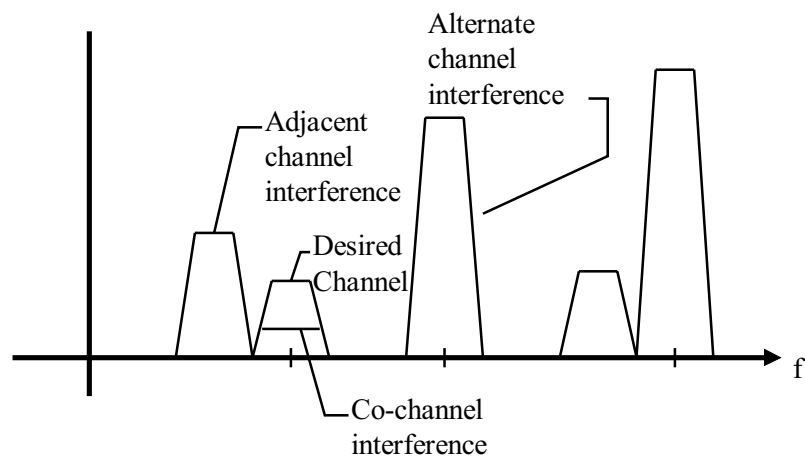 Alternate
channel
interference
Adjacent
channel
interference
Desired
Channel
f
Co-channel
interference